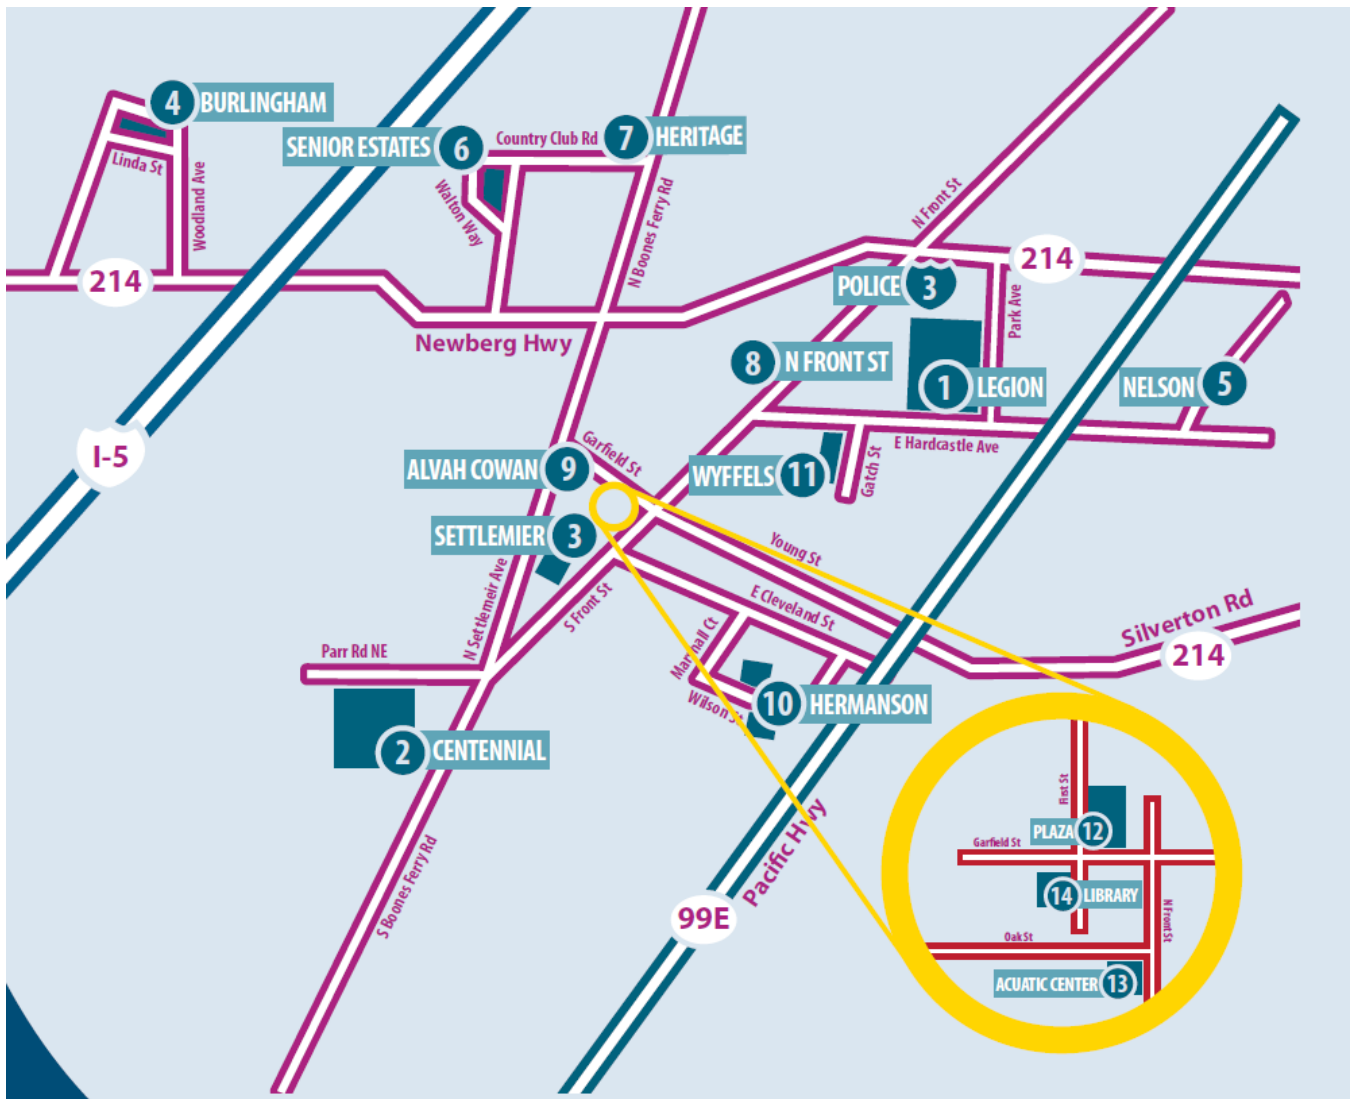 4 BURLINGHAM
Linda St
Woodland Ave
SENIOR ESTATES 6
Country Club Rd
7 HERITAGE
Walton Way
N Boones Ferry Rd
N Front St
214
214
Newberg Hwy
POLICE 3
Park Ave
8 N FRONT ST
1 LEGION
NELSON 5
I-5
Garfield St
E Hardcastle Ave
ALVAH COWAN 9
WYFFELS 11
Gatch St
SETTLEMIER 3
Young St
N Settlemeir Ave
S Front St
E Cleveland St
Silverton Rd
214
Parr Rd NE
Marshall Ct
Wilson St
10 HERMANSON
2 CENTENNIAL
S Boones Ferry Rd
Pacific Hwy
99E
First St
PLAZA 12
Garfield St
14 LIBRARY
N Front St
Oak St
ACUATIC CENTER 13